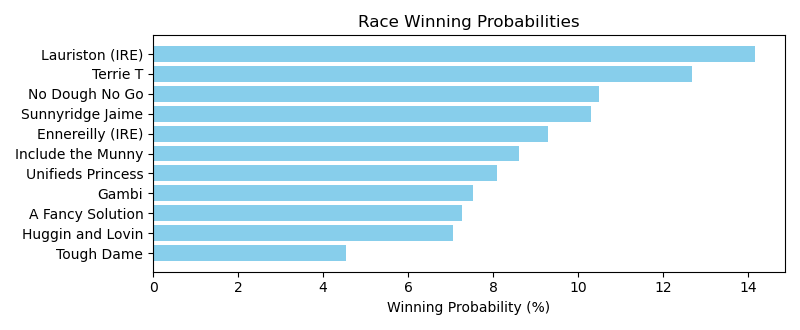 Race Winning Probabilities
Lauriston (IRE)
Terrie T
No Dough No Go
Sunnyridge Jaime
Ennereilly (IRE)
Include the Munny
Unifieds Princess
Gambi
A Fancy Solution
Huggin and Lovin
Tough Dame
0 2 4 6 8 10 12 14
Winning Probability (%)